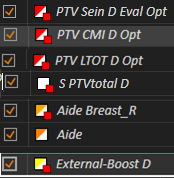 PTV Sein D Eval Opt
PTV CMI D Opt
PTV LTOT D Opt
S PTVtotal D
Aide Breast_R
Aide
External-Boost D